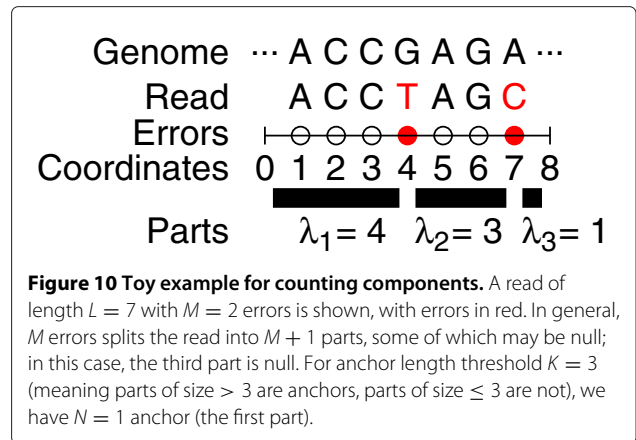 Genome ··· A C C G A G A ···
Read A C C T A G C
Errors
Coordinates 0 1 2 3 4 5 6 7 8
Parts λ₁= 4 λ₂= 3 λ₃= 1
Figure 10 Toy example for counting components. A read of
length L = 7 with M = 2 errors is shown, with errors in red. In general,
M errors splits the read into M + 1 parts, some of which may be null;
in this case, the third part is null. For anchor length threshold K = 3
(meaning parts of size > 3 are anchors, parts of size ≤ 3 are not), we
have N = 1 anchor (the first part).